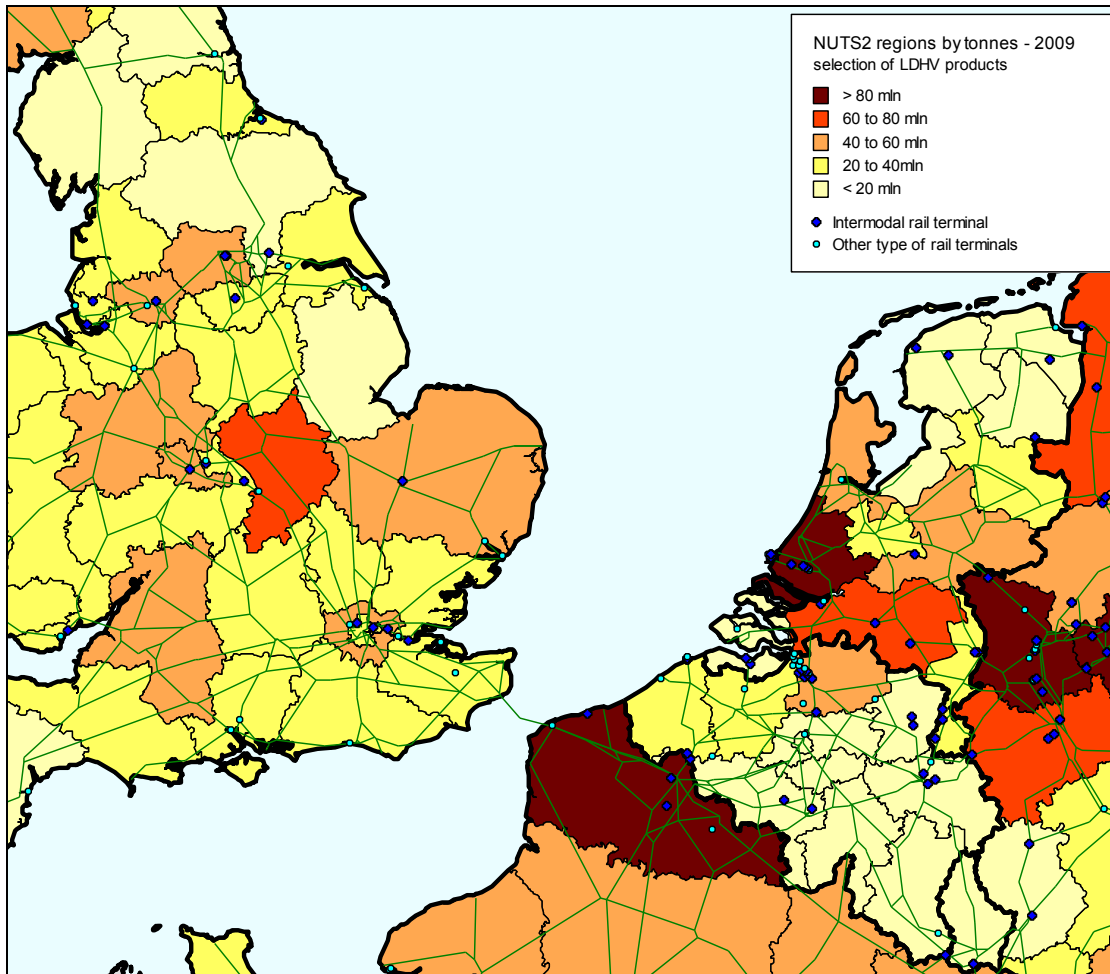 NUTS2 regions by tonnes - 2009
selection of LDHV products
> 80 mln
60 to 80 mln
40 to 60 mln
20 to 40mln
< 20 mln
Intermodal rail terminal
Other type of rail terminals